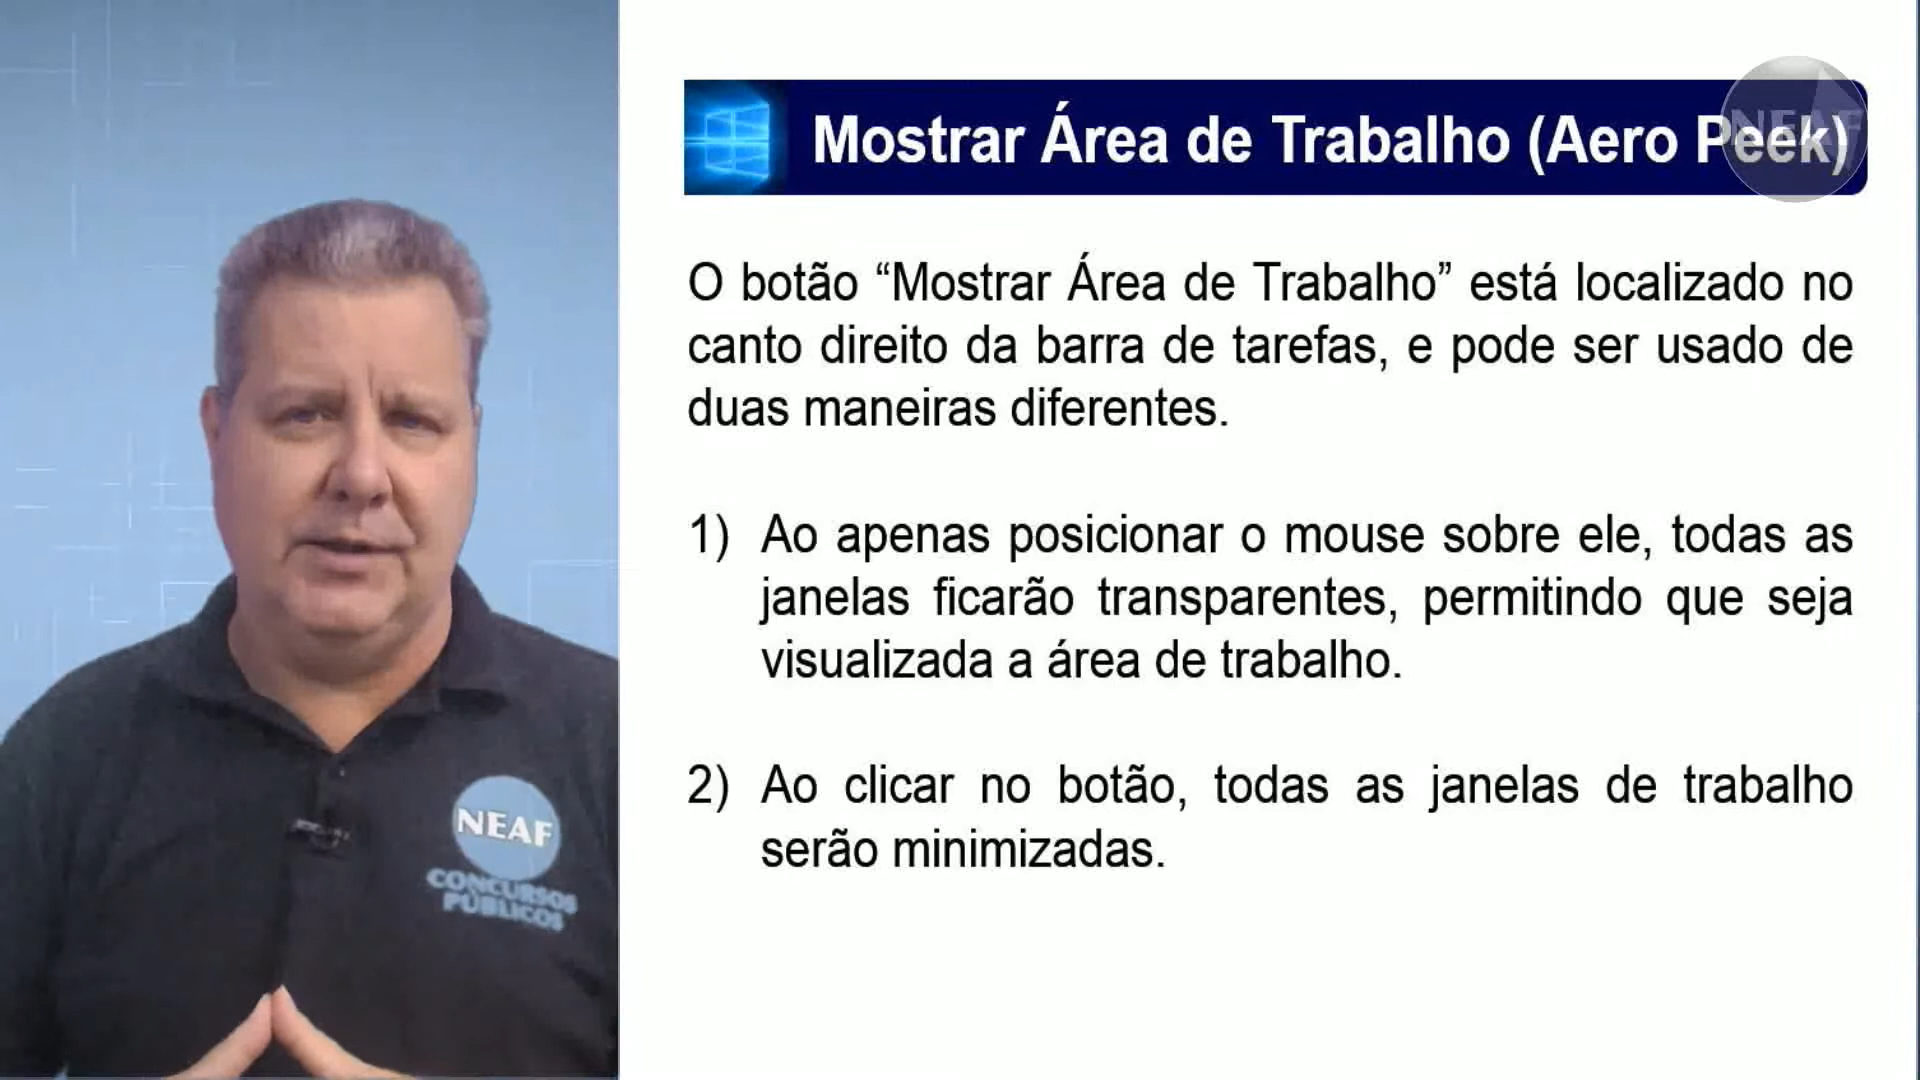 Mostrar Área de Trabalho (Aero Peek)
NEAF
O botão “Mostrar Área de Trabalho” está localizado no
canto direito da barra de tarefas, e pode ser usado de
duas maneiras diferentes.
1) Ao apenas posicionar o mouse sobre ele, todas as
janelas ficarão transparentes, permitindo que seja
visualizada a área de trabalho.
2) Ao clicar no botão, todas as janelas de trabalho
serão minimizadas.
NEAF
CONCURSOS
PÚBLICOS